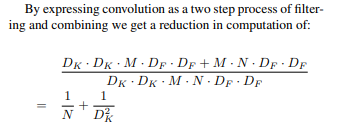 By expressing convolution as a two step process of filter-
ing and combining we get a reduction in computation of:
D_K · D_K · M · D_F · D_F + M · N · D_F · D_F
D_K · D_K · M · N · D_F · D_F
= 1/N + 1/D_K^2